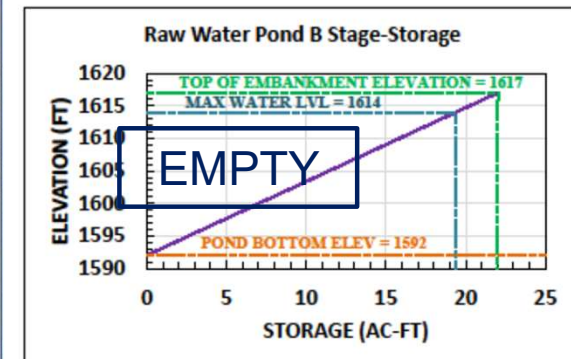 Raw Water Pond B Stage-Storage
1620
TOP OF EMBANKMENT ELEVATION = 1617
1615
MAX WATER LVL = 1614
1610
EMPTY
1605
1600
ELEVATION (FT)
1595
POND BOTTOM ELEV = 1592
1590
0 5 10 15 20 25
STORAGE (AC-FT)